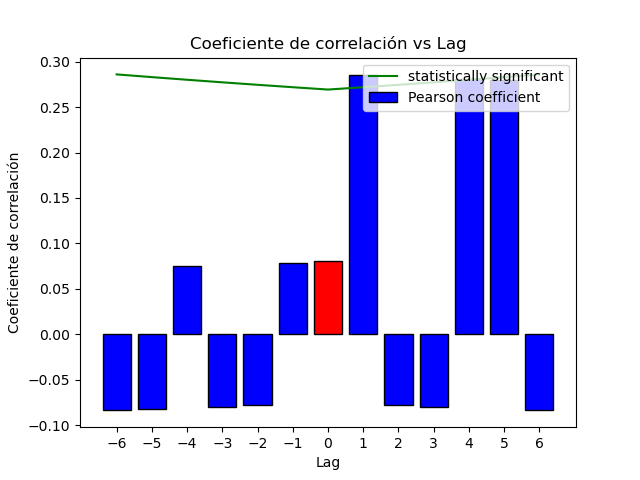 Coeficiente de correlación vs Lag
statistically significant
Pearson coefficient
Coeficiente de correlación
0.30
0.25
0.20
0.15
0.10
0.05
0.00
−0.05
−0.10
−6 −5 −4 −3 −2 −1 0 1 2 3 4 5 6
Lag